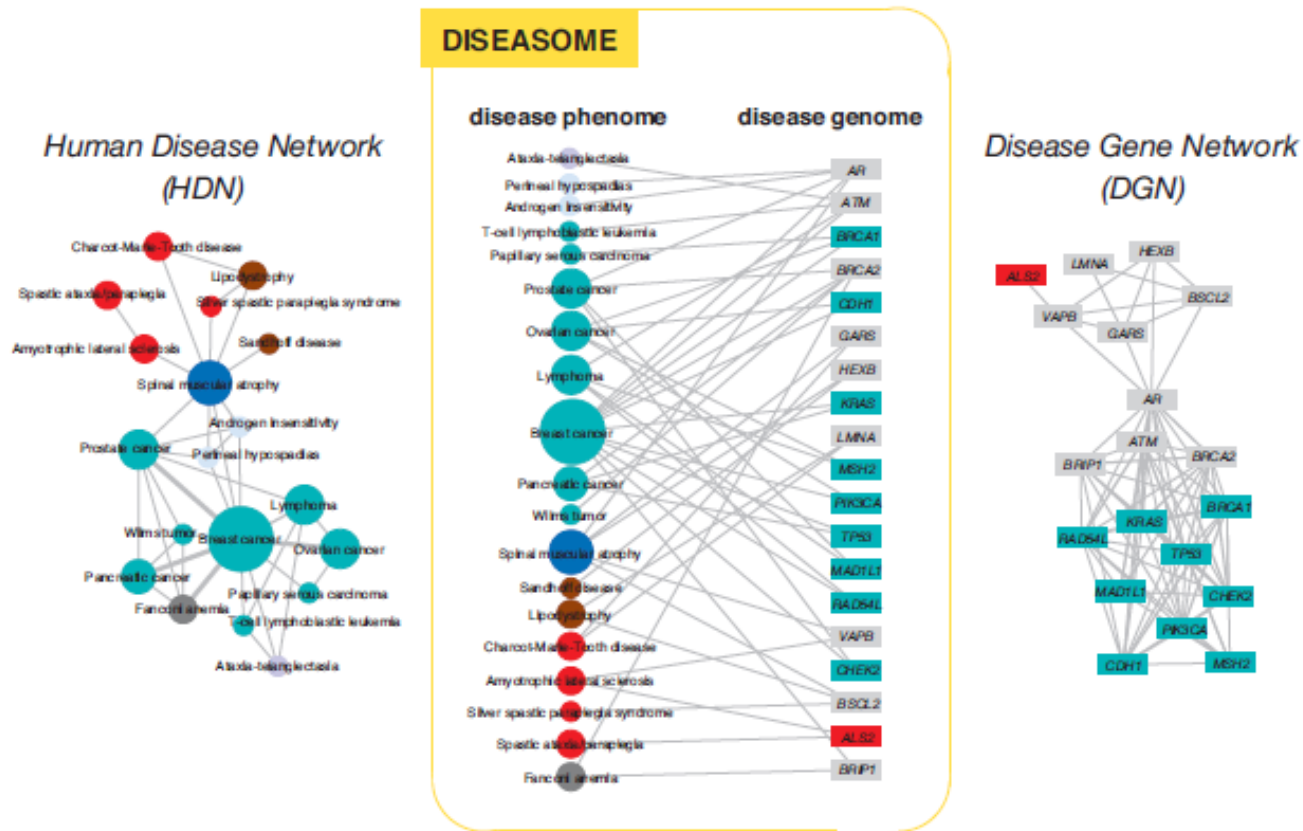 DISEASOME
Human Disease Network
(HDN)
Charcot-Marie-Tooth disease
Lipodystrophy
Spastic ataxia/paraplegia
Silver spastic paraplegia syndrome
Amyotrophic lateral sclerosis
Sandhoff disease
Spinal muscular atrophy
Androgen Insensitivity
Prostate cancer
Perineal hypospadias
Lymphoma
Wilms tumor
Breast cancer
Ovarian cancer
Pancreatic cancer
Papillary serous carcinoma
Fanconi anemia
T-cell lymphoblastic leukemia
Ataxia-telangiectasia
disease phenome
Ataxia-telangiectasia
Perineal hypospadias
Androgen Insensitivity
T-cell lymphoblastic leukemia
Papillary serous carcinoma
Prostate cancer
Ovarian cancer
Lymphoma
Breast cancer
Pancreatic cancer
Wilms tumor
Spinal muscular atrophy
Sandhoff disease
Lipodystrophy
Charcot-Marie-Tooth disease
Amyotrophic lateral sclerosis
Silver spastic paraplegia syndrome
Spastic ataxia/paraplegia
Fanconi anemia
disease genome
AR
ATM
BRCA1
BRCA2
CDH1
GARS
HEXB
KRAS
LMNA
MSH2
PIK3CA
TP53
MAD1L1
RAD54L
VAPB
CHEK2
BSCL2
ALS2
BRIP1
Disease Gene Network
(DGN)
HEXB
LMNA
ALS2
BSCL2
VAPB
GARS
AR
ATM
BRIP1
BRCA2
BRCA1
KRAS
RAD54L
TP53
MAD1L1
CHEK2
PIK3CA
CDH1
MSH2